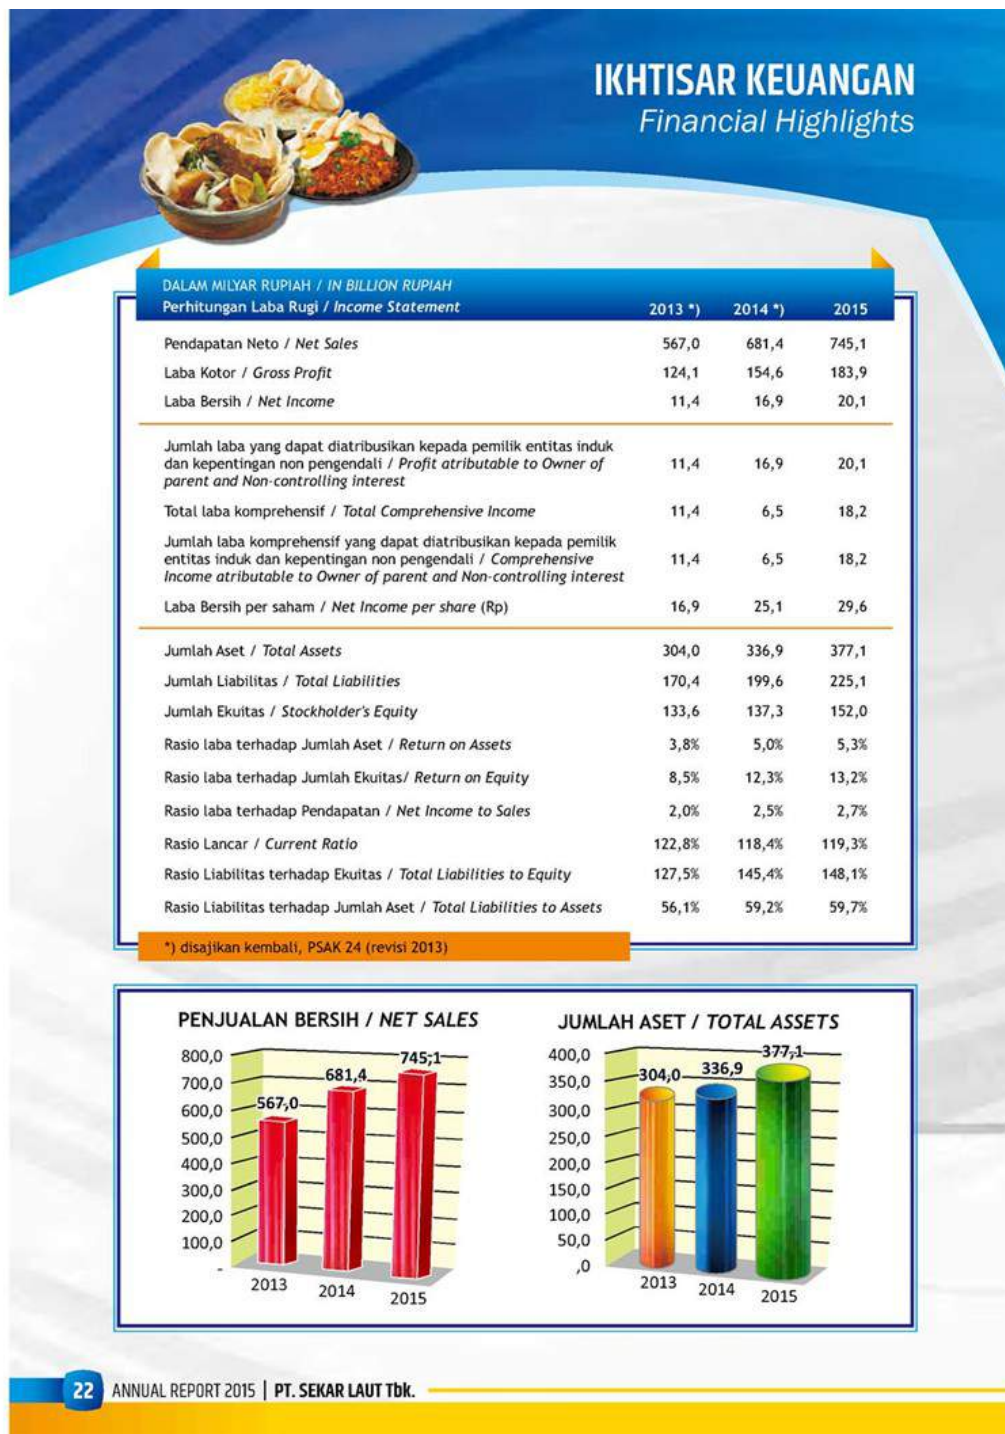 IKHTISAR KEUANGAN
Financial Highlights
DALAM MILYAR RUPIAH / IN BILLION RUPIAH
Perhitungan Laba Rugi / Income Statement 2013 *) 2014 *) 2015
Pendapatan Neto / Net Sales 567,0 681,4 745,1
Laba Kotor / Gross Profit 124,1 154,6 183,9
Laba Bersih / Net Income 11,4 16,9 20,1
Jumlah laba yang dapat diatribusikan kepada pemilik entitas induk
dan kepentingan non pengendali / Profit atributable to Owner of 11,4 16,9 20,1
parent and Non-controlling interest
Total laba komprehensif / Total Comprehensive Income 11,4 6,5 18,2
Jumlah laba komprehensif yang dapat diatribusikan kepada pemilik
entitas induk dan kepentingan non pengendali / Comprehensive 11,4 6,5 18,2
Income atributable to Owner of parent and Non-controlling interest
Laba Bersih per saham / Net Income per share (Rp) 16,9 25,1 29,6
Jumlah Aset / Total Assets 304,0 336,9 377,1
Jumlah Liabilitas / Total Liabilities 170,4 199,6 225,1
Jumlah Ekuitas / Stockholder's Equity 133,6 137,3 152,0
Rasio laba terhadap Jumlah Aset / Return on Assets 3,8% 5,0% 5,3%
Rasio laba terhadap Jumlah Ekuitas/ Return on Equity 8,5% 12,3% 13,2%
Rasio laba terhadap Pendapatan / Net Income to Sales 2,0% 2,5% 2,7%
Rasio Lancar / Current Ratio 122,8% 118,4% 119,3%
Rasio Liabilitas terhadap Ekuitas / Total Liabilities to Equity 127,5% 145,4% 148,1%
Rasio Liabilitas terhadap Jumlah Aset / Total Liabilities to Assets 56,1% 59,2% 59,7%
*) disajikan kembali, PSAK 24 (revisi 2013)
PENJUALAN BERSIH / NET SALES
800,0
700,0
600,0
500,0
400,0
300,0
200,0
100,0
-
567,0
681,4
745,1
2013
2014
2015
JUMLAH ASET / TOTAL ASSETS
400,0
350,0
300,0
250,0
200,0
150,0
100,0
50,0
,0
304,0
336,9
377,1
2013
2014
2015
22 ANNUAL REPORT 2015 | PT. SEKAR LAUT Tbk.